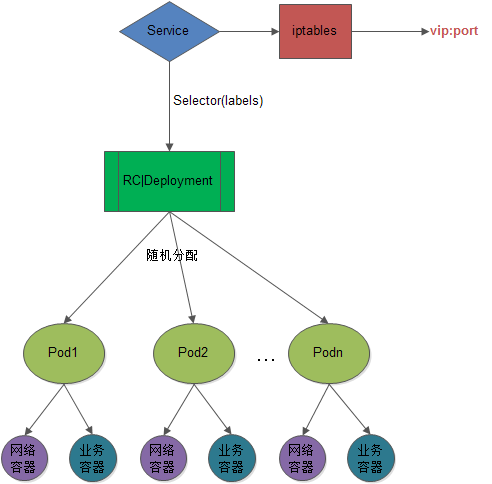 Service
iptables
vip:port
Selector(labels)
RC|Deployment
随机分配
Pod1
Pod2
...
Podn
网络
容器
业务
容器
网络
容器
业务
容器
网络
容器
业务
容器